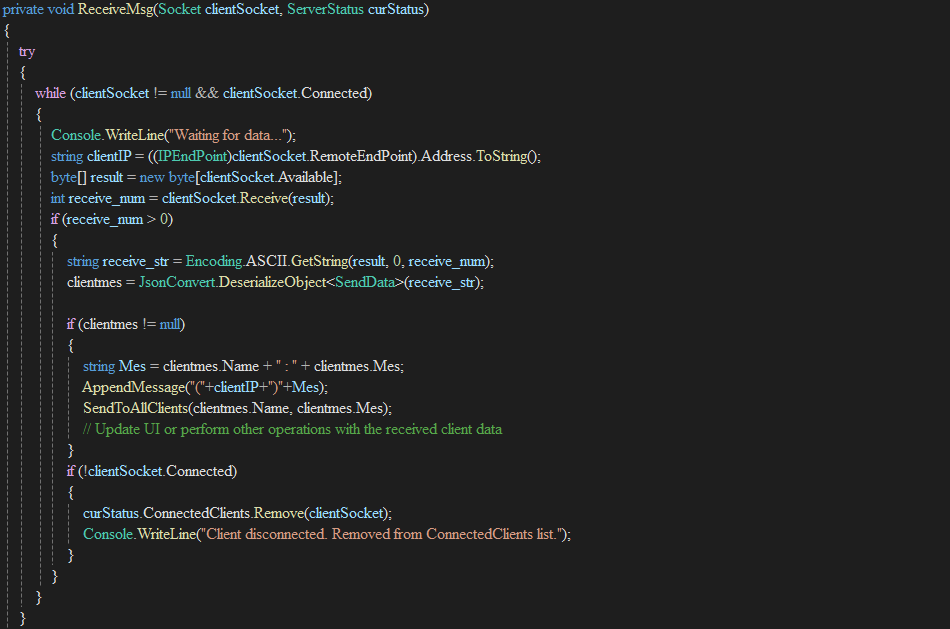 private void ReceiveMsg(Socket clientSocket, ServerStatus curStatus)
{
try
{
while (clientSocket != null && clientSocket.Connected)
{
Console.WriteLine("Waiting for data...");
string clientIP = ((IPEndPoint)clientSocket.RemoteEndPoint).Address.ToString();
byte[] result = new byte[clientSocket.Available];
int receive_num = clientSocket.Receive(result);
if (receive_num > 0)
{
string receive_str = Encoding.ASCII.GetString(result, 0, receive_num);
clientmes = JsonConvert.DeserializeObject<SendData>(receive_str);
if (clientmes != null)
{
string Mes = clientmes.Name + " : " + clientmes.Mes;
AppendMessage("("+clientIP+")"+Mes);
SendToAllClients(clientmes.Name, clientmes.Mes);
// Update UI or perform other operations with the received client data
}
if (!clientSocket.Connected)
{
curStatus.ConnectedClients.Remove(clientSocket);
Console.WriteLine("Client disconnected. Removed from ConnectedClients list.");
}
}
}
}